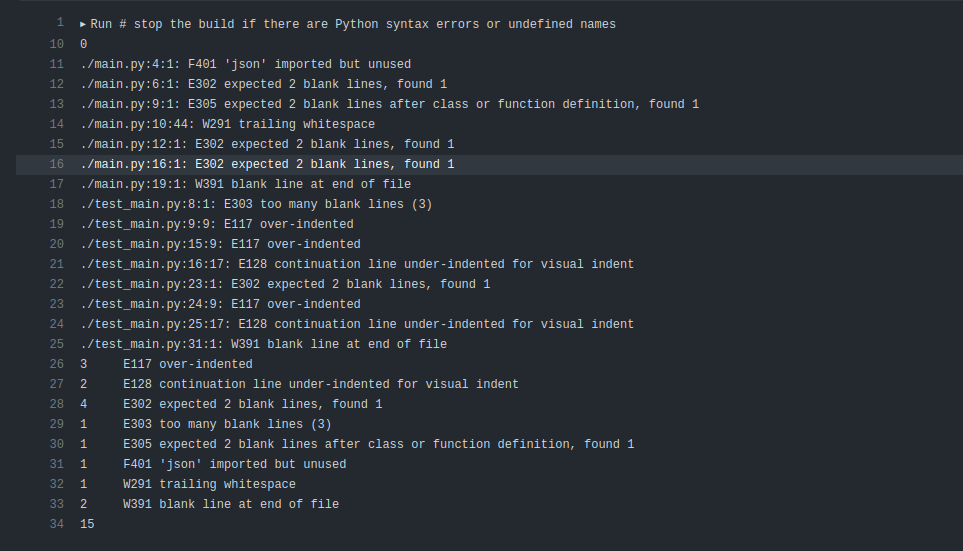 1 ▸ Run # stop the build if there are Python syntax errors or undefined names
10 0
11 ./main.py:4:1: F401 'json' imported but unused
12 ./main.py:6:1: E302 expected 2 blank lines, found 1
13 ./main.py:9:1: E305 expected 2 blank lines after class or function definition, found 1
14 ./main.py:10:44: W291 trailing whitespace
15 ./main.py:12:1: E302 expected 2 blank lines, found 1
16 ./main.py:16:1: E302 expected 2 blank lines, found 1
17 ./main.py:19:1: W391 blank line at end of file
18 ./test_main.py:8:1: E303 too many blank lines (3)
19 ./test_main.py:9:9: E117 over-indented
20 ./test_main.py:15:9: E117 over-indented
21 ./test_main.py:16:17: E128 continuation line under-indented for visual indent
22 ./test_main.py:23:1: E302 expected 2 blank lines, found 1
23 ./test_main.py:24:9: E117 over-indented
24 ./test_main.py:25:17: E128 continuation line under-indented for visual indent
25 ./test_main.py:31:1: W391 blank line at end of file
26 3     E117 over-indented
27 2     E128 continuation line under-indented for visual indent
28 4     E302 expected 2 blank lines, found 1
29 1     E303 too many blank lines (3)
30 1     E305 expected 2 blank lines after class or function definition, found 1
31 1     F401 'json' imported but unused
32 1     W291 trailing whitespace
33 2     W391 blank line at end of file
34 15